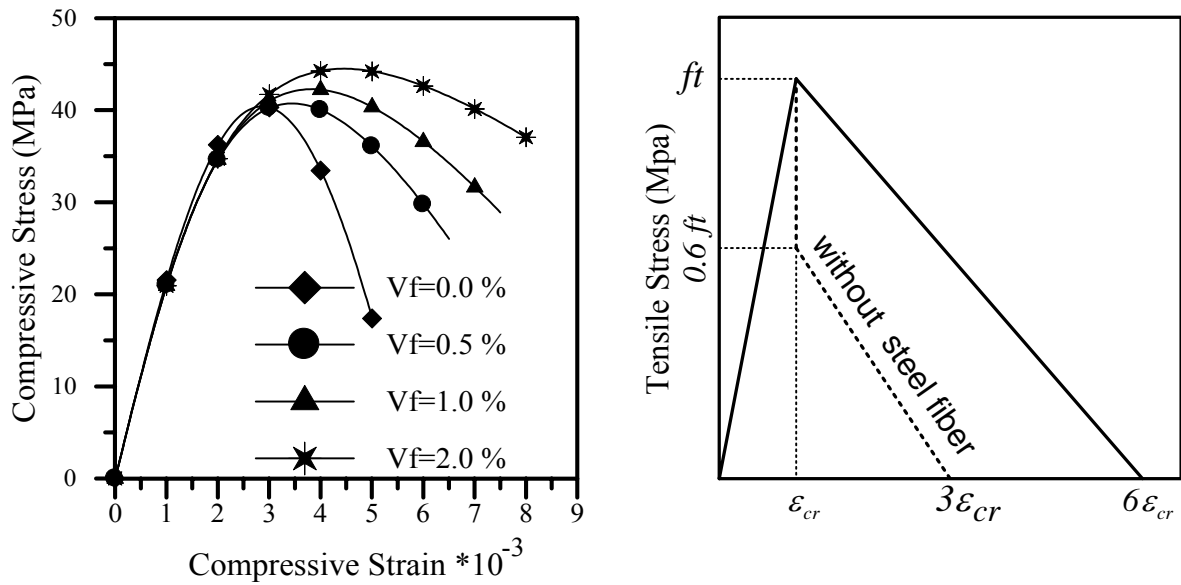 Compressive Stress (MPa)
50
40
30
20
10
0
Vf=0.0 %
Vf=0.5 %
Vf=1.0 %
Vf=2.0 %
0 1 2 3 4 5 6 7 8 9
Compressive Strain *10⁻³
Tensile Stress (Mpa)
ft
0.6 ft
without steel fiber
εcr 3εcr 6εcr